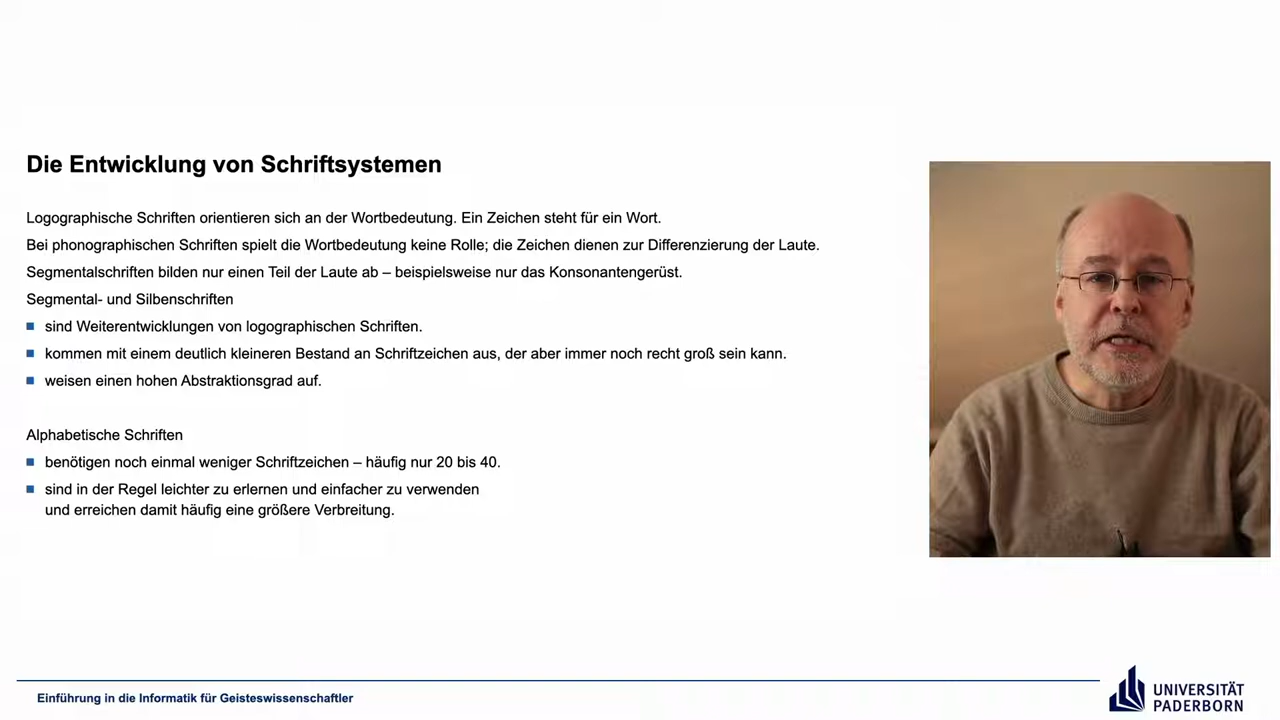 Die Entwicklung von Schriftsystemen
Logographische Schriften orientieren sich an der Wortbedeutung. Ein Zeichen steht für ein Wort.
Bei phonographischen Schriften spielt die Wortbedeutung keine Rolle; die Zeichen dienen zur Differenzierung der Laute.
Segmentalschriften bilden nur einen Teil der Laute ab – beispielsweise nur das Konsonantengerüst.
Segmental- und Silbenschriften
sind Weiterentwicklungen von logographischen Schriften.
kommen mit einem deutlich kleineren Bestand an Schriftzeichen aus, der aber immer noch recht groß sein kann.
weisen einen hohen Abstraktionsgrad auf.
Alphabetische Schriften
benötigen noch einmal weniger Schriftzeichen – häufig nur 20 bis 40.
sind in der Regel leichter zu erlernen und einfacher zu verwenden
und erreichen damit häufig eine größere Verbreitung.
Einführung in die Informatik für Geisteswissenschaftler
UNIVERSITÄT
PADERBORN